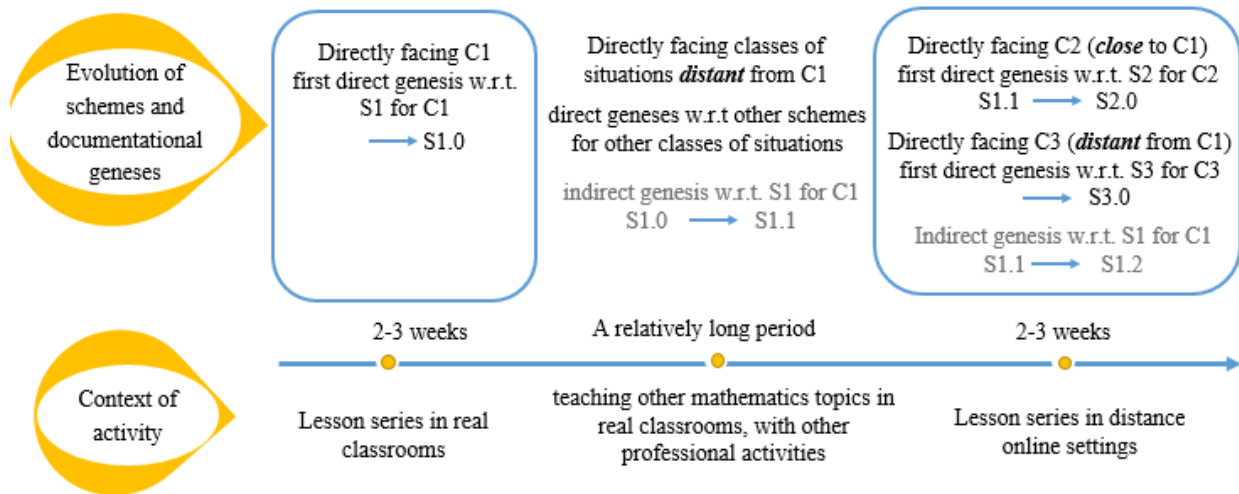 Evolution of
schemes and
documentational
geneses
Directly facing C1
first direct genesis w.r.t.
S1 for C1
S1.0
Directly facing classes of
situations distant from C1
direct geneses w.r.t other schemes
for other classes of situations
indirect genesis w.r.t. S1 for C1
S1.0 S1.1
Directly facing C2 (close to C1)
first direct genesis w.r.t. S2 for C2
S1.1 S2.0
Directly facing C3 (distant from C1)
first direct genesis w.r.t. S3 for C3
S3.0
Indirect genesis w.r.t. S1 for C1
S1.1 S1.2
Context of
activity
2-3 weeks
A relatively long period
2-3 weeks
Lesson series in real
classrooms
teaching other mathematics topics in
real classrooms, with other
professional activities
Lesson series in distance
online settings